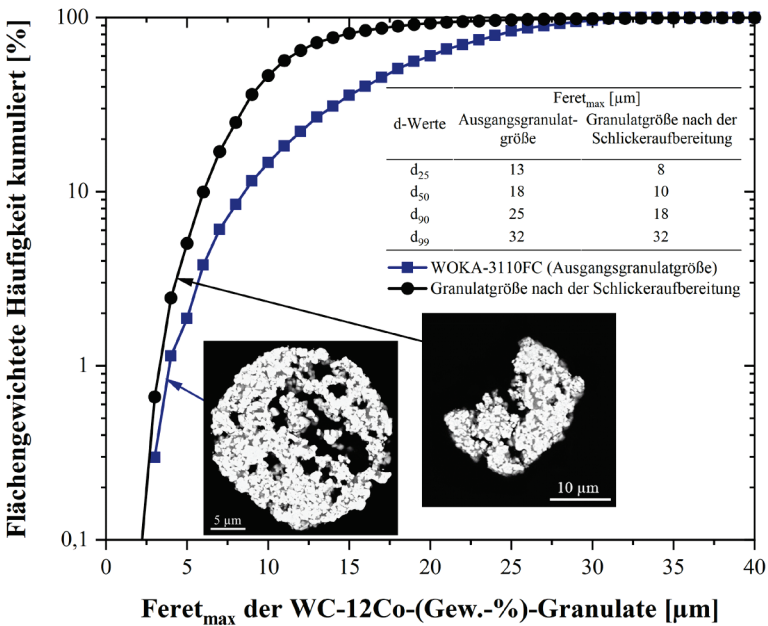 Flächengewichtete Häufigkeit kumuliert [%]
100
10
1
0,1
Feretmax [µm]
d-Werte
Ausgangsgranulat-
größe
Granulatgröße nach der
Schlickeraufbereitung
d25 13 8
d50 18 10
d90 25 18
d99 32 32
WOKA-3110FC (Ausgangsgranulatgröße)
Granulatgröße nach der Schlickeraufbereitung
5 µm
10 µm
0 5 10 15 20 25 30 35 40
Feretmax der WC-12Co-(Gew.-%)-Granulate [µm]